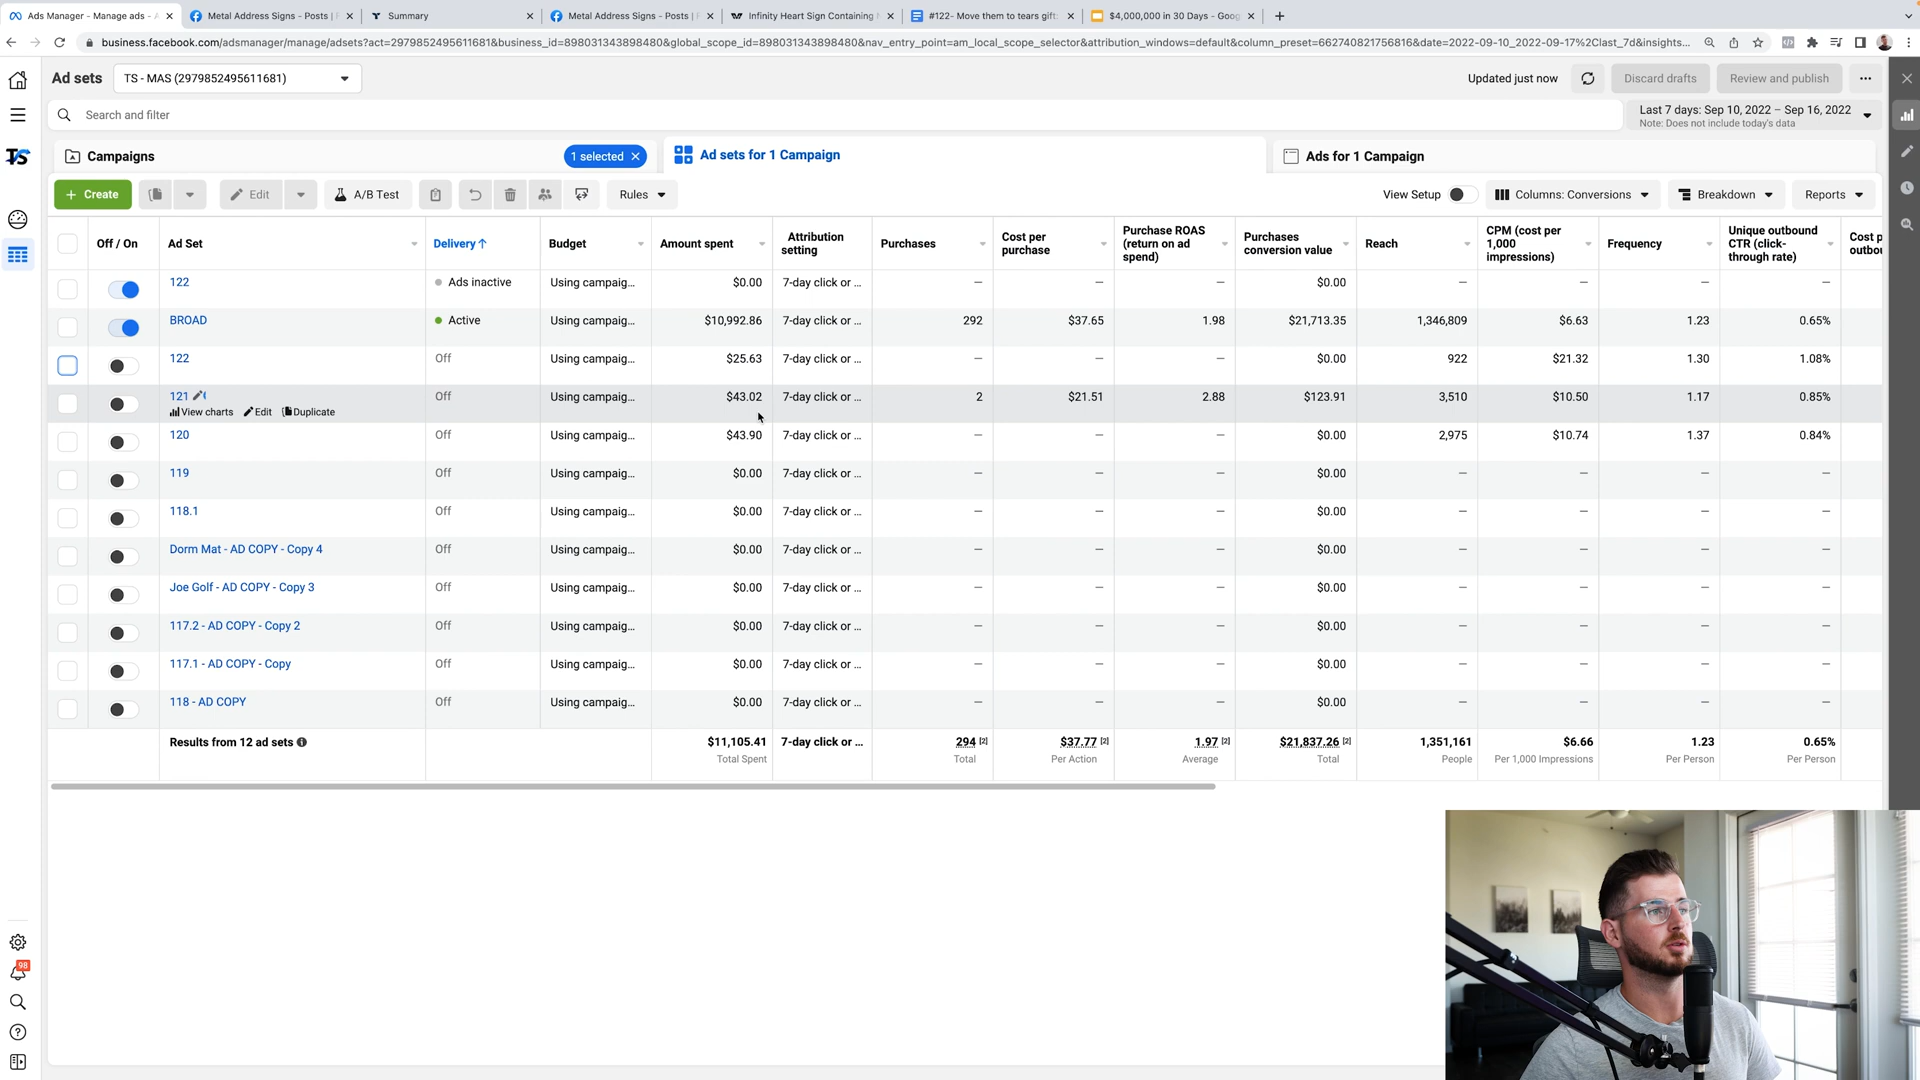 Ads Manager - Manage ads - A
Metal Address Signs - Posts | F
Summary
Metal Address Signs - Posts |
Infinity Heart Sign Containing
#122- Move them to tears gift:
$4,000,000 in 30 Days - Goog
business.facebook.com/adsmanager/manage/adsets?act=2979852495611681&business_id=898031343898480&global_scope_id=898031343898480&nav_entry_point=am_local_scope_selector&attribution_windows=default&column_preset=662740821756816&date=2022-09-10_2022-09-17%2Clast_7d&insights...
Ad sets
TS - MAS (2979852495611681)
Updated just now
Discard drafts
Review and publish
Search and filter
Last 7 days: Sep 10, 2022 – Sep 16, 2022
Note: Does not include today's data
Campaigns
1 selected
Ad sets for 1 Campaign
Ads for 1 Campaign
TS
+ Create
Edit
A/B Test
Rules
View Setup
Columns: Conversions
Breakdown
Reports
Off / On Ad Set Delivery↑ Budget Amount spent Attribution setting Purchases Cost per purchase Purchase ROAS (return on ad spend) Purchases conversion value Reach CPM (cost per 1,000 impressions) Frequency Unique outbound CTR (click-through rate) Cost p outbou
122 Ads inactive Using campaig... $0.00 7-day click or ... — — — $0.00 — — — —
BROAD Active Using campaig... $10,992.86 7-day click or ... 292 $37.65 1.98 $21,713.35 1,346,809 $6.63 1.23 0.65%
122 Off Using campaig... $25.63 7-day click or ... — — — $0.00 922 $21.32 1.30 1.08%
121 Off Using campaig... $43.02 7-day click or ... 2 $21.51 2.88 $123.91 3,510 $10.50 1.17 0.85%
View charts Edit Duplicate
120 Off Using campaig... $43.90 7-day click or ... — — — $0.00 2,975 $10.74 1.37 0.84%
119 Off Using campaig... $0.00 7-day click or ... — — — $0.00 — — — —
118.1 Off Using campaig... $0.00 7-day click or ... — — — $0.00 — — — —
Dorm Mat - AD COPY - Copy 4 Off Using campaig... $0.00 7-day click or ... — — — $0.00 — — — —
Joe Golf - AD COPY - Copy 3 Off Using campaig... $0.00 7-day click or ... — — — $0.00 — — — —
117.2 - AD COPY - Copy 2 Off Using campaig... $0.00 7-day click or ... — — — $0.00 — — — —
117.1 - AD COPY - Copy Off Using campaig... $0.00 7-day click or ... — — — $0.00 — — — —
118 - AD COPY Off Using campaig... $0.00 7-day click or ... — — — $0.00 — — — —
Results from 12 ad sets $11,105.41 7-day click or ... 294 [2] $37.77 [2] 1.97 [2] $21,837.26 [2] 1,351,161 $6.66 1.23 0.65%
Total Spent Total Per Action Average Total People Per 1,000 Impressions Per Person Per Person
98